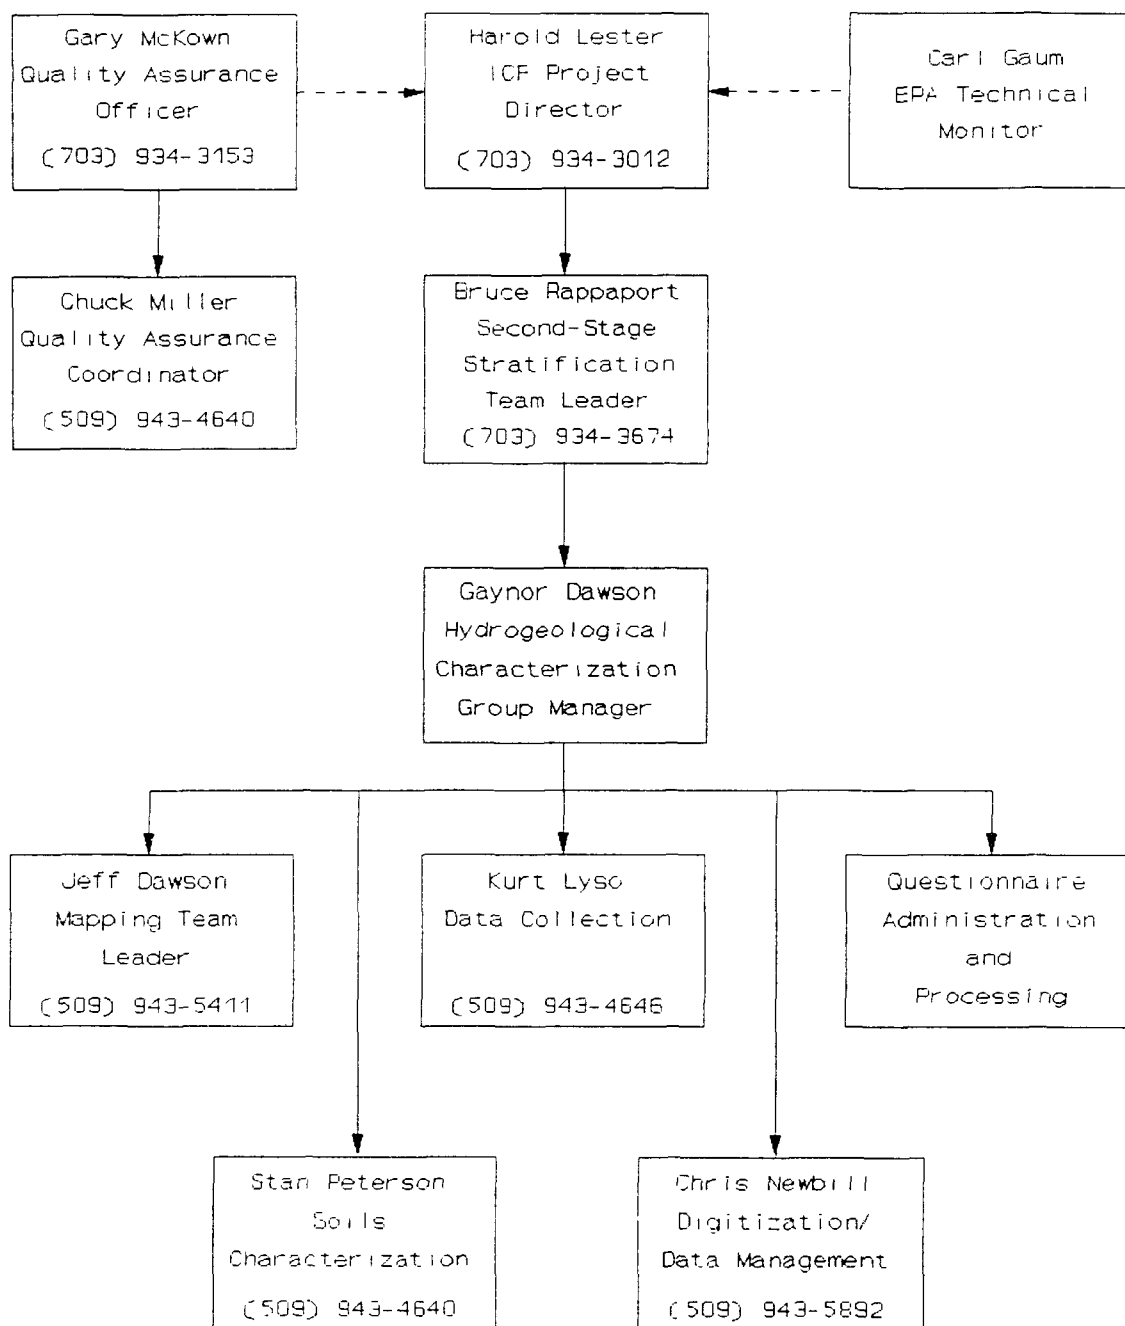 Gary McKown
Quality Assurance
Officer
(703) 934-3153
Harold Lester
ICF Project
Director
(703) 934-3012
Carl Gaum
EPA Technical
Monitor
Chuck Miller
Quality Assurance
Coordinator
(509) 943-4640
Bruce Rappaport
Second-Stage
Stratification
Team Leader
(703) 934-3674
Gaynor Dawson
Hydrogeological
Characterization
Group Manager
Jeff Dawson
Mapping Team
Leader
(509) 943-5411
Kurt Lyso
Data Collection
(509) 943-4646
Questionnaire
Administration
and
Processing
Stan Peterson
Soils
Characterization
(509) 943-4640
Chris Newbill
Digitization/
Data Management
(509) 943-5892